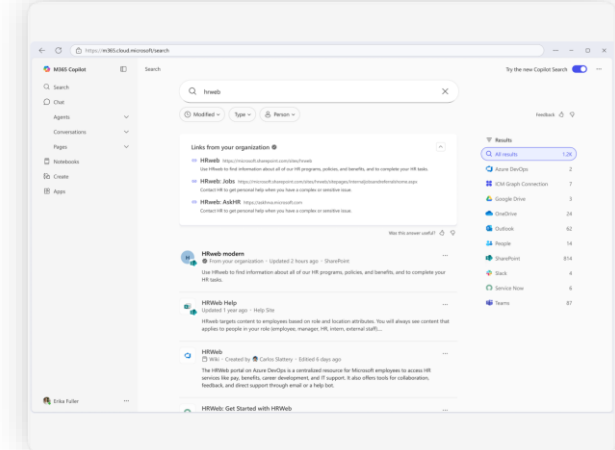 https://m365.cloud.microsoft/search
M365 Copilot
Search
Try the new Copilot Search
Search
Chat
Agents
Conversations
Pages
Notebooks
Create
Apps
Erika Fuller
hrweb
Modified
Type
Person
Feedback
Links from your organization
HRweb https://microsoft.sharepoint.com/sites/hrweb
Use HRweb to find information about all of our HR programs, policies, and benefits, and to complete your HR tasks.
HRweb: Jobs
Contact HR to get personal help when you have a complex or sensitive issue.
HRweb: AskHR https://askhrw.microsoft.com
Contact HR to get personal help when you have a complex or sensitive issue.
Was this answer useful?
HRweb modern
From your organization - Updated 2 hours ago - SharePoint
Use HRweb to find information about all of our HR programs, policies, and benefits, and to complete your
HR tasks.
HRWeb Help
Updated 1 year ago - Help Site
HRweb targets content to employees based on role and location attributes. You will always see content that
applies to people in your role (employee, manager, HR, intern, external staff)...
HRWeb
Wiki - Created by Carlos Slattery - Edited 6 days ago
The HRWeb portal on Azure DevOps is a centralized resource for Microsoft employees to access HR
services like pay, benefits, career development, and IT support. It also offers tools for collaboration,
feedback, and direct support through email or a help bot.
HRWeb: Get Started with HRWeb
Results
All results 1.2K
Azure DevOps 2
ICM Graph Connection 7
Google Drive 3
OneDrive 24
Outlook 62
People 14
SharePoint 814
Slack 4
Service Now 6
Teams 87